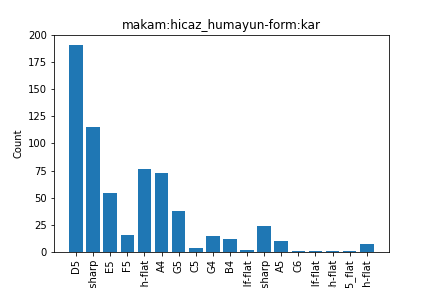 makam:hicaz_humayun-form:kar
200
175
150
125
100
75
50
25
0
Count
D5
sharp
E5
F5
h-flat
A4
G5
C5
G4
B4
lf-flat
sharp
A5
C6
lf-flat
h-flat
5_flat
h-flat